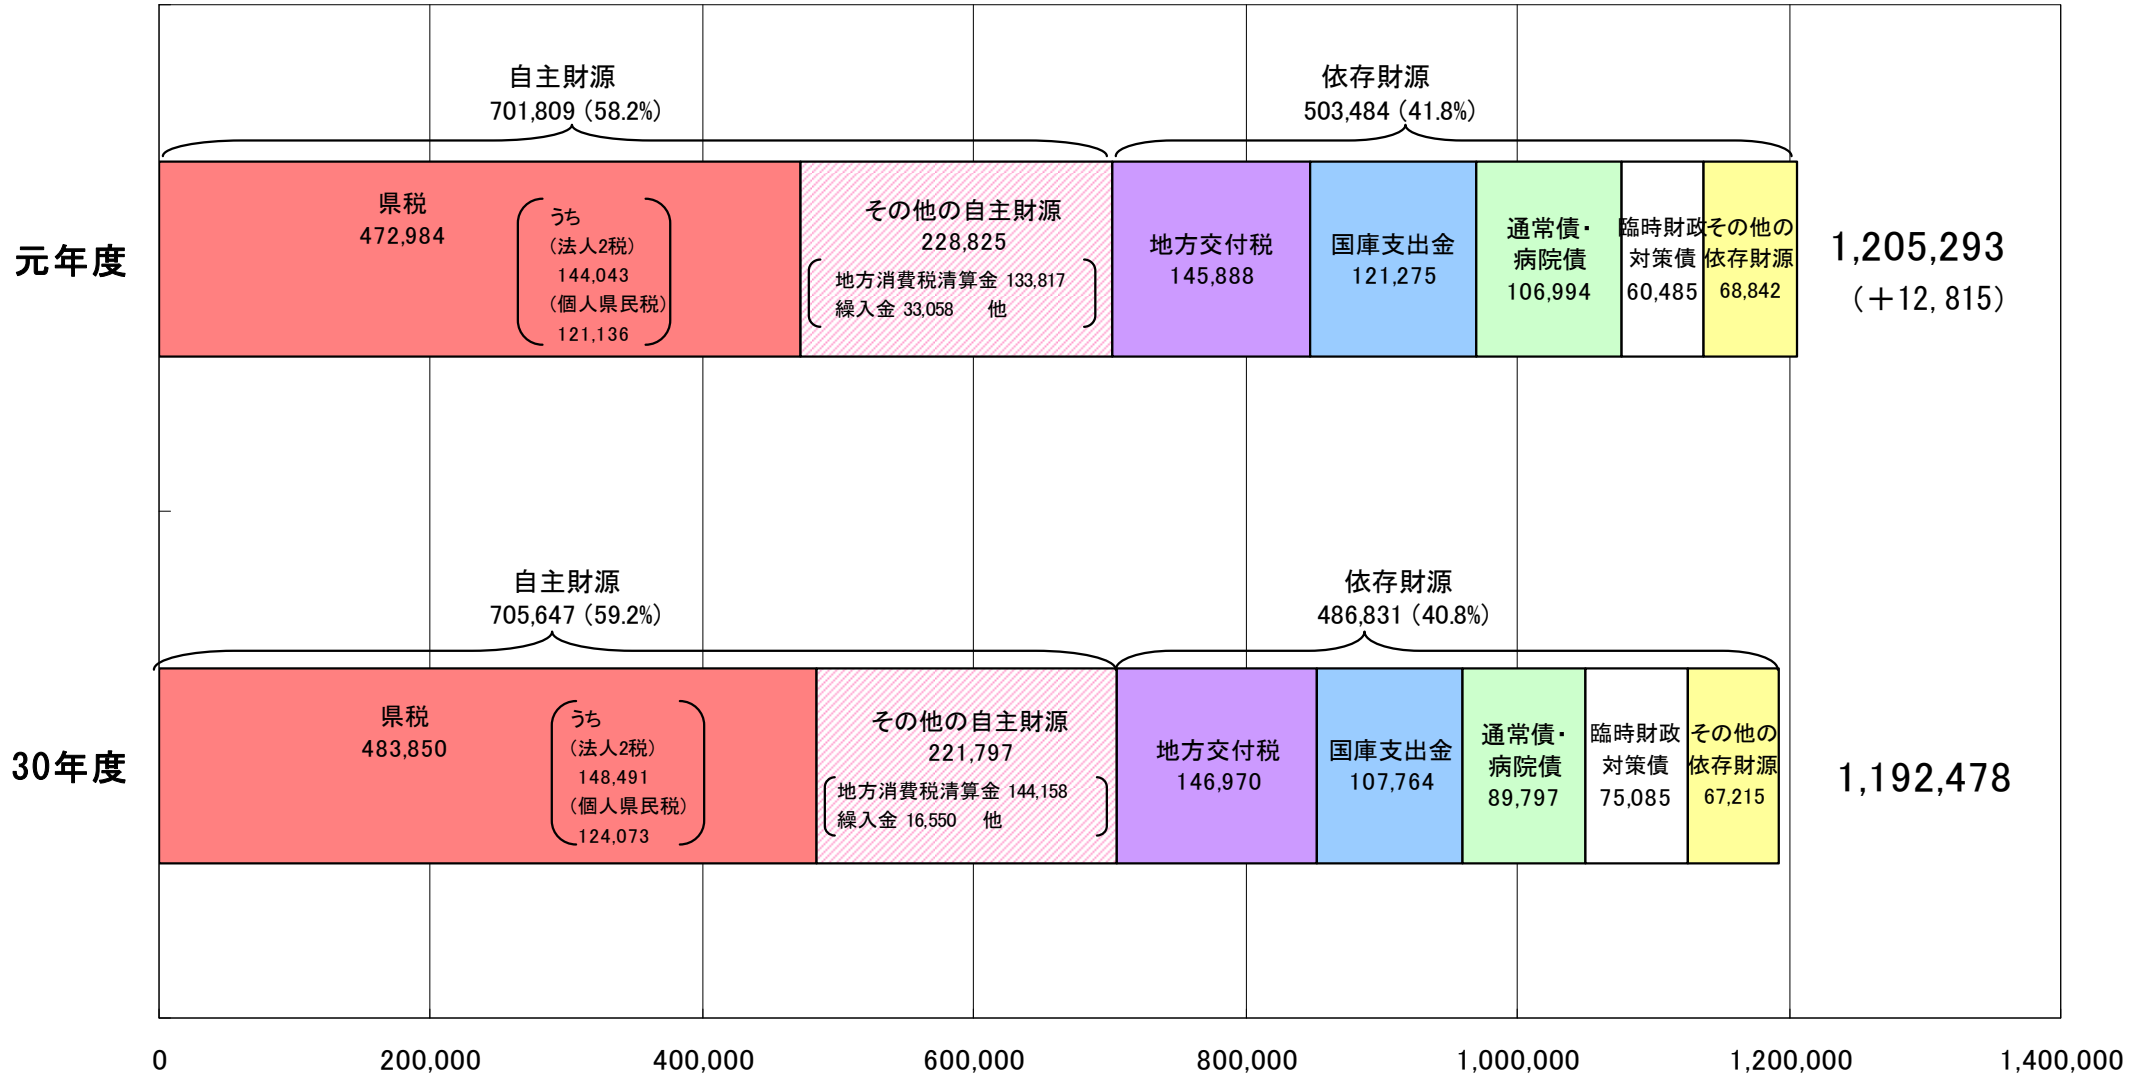 自主財源
701,809（58.2%）
依存財源
503,484（41.8%）
元年度
県税
472,984
うち
（法人2税）
144,043
（個人県民税）
121,136
その他の自主財源
228,825
地方消費税清算金 133,817
繰入金 33,058 他
地方交付税
145,888
国庫支出金
121,275
通常債・
病院債
106,994
臨時財政
対策債
60,485
その他の
依存財源
68,842
1,205,293
（＋12,815）
自主財源
705,647（59.2%）
依存財源
486,831（40.8%）
30年度
県税
483,850
うち
（法人2税）
148,491
（個人県民税）
124,073
その他の自主財源
221,797
地方消費税清算金 144,158
繰入金 16,550 他
地方交付税
146,970
国庫支出金
107,764
通常債・
病院債
89,797
臨時財政
対策債
75,085
その他の
依存財源
67,215
1,192,478
0 200,000 400,000 600,000 800,000 1,000,000 1,200,000 1,400,000